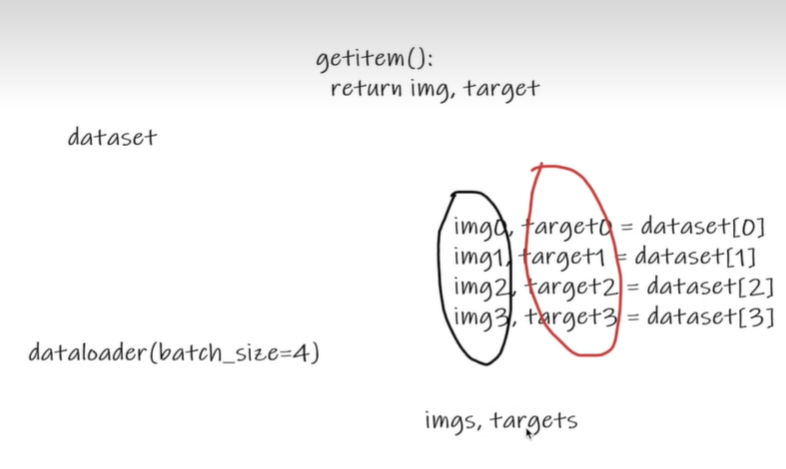 getitem():
return img, target
dataset
img0, target0 = dataset[0]
img1, target1 = dataset[1]
img2, target2 = dataset[2]
img3, target3 = dataset[3]
dataloader(batch_size=4)
imgs, targets